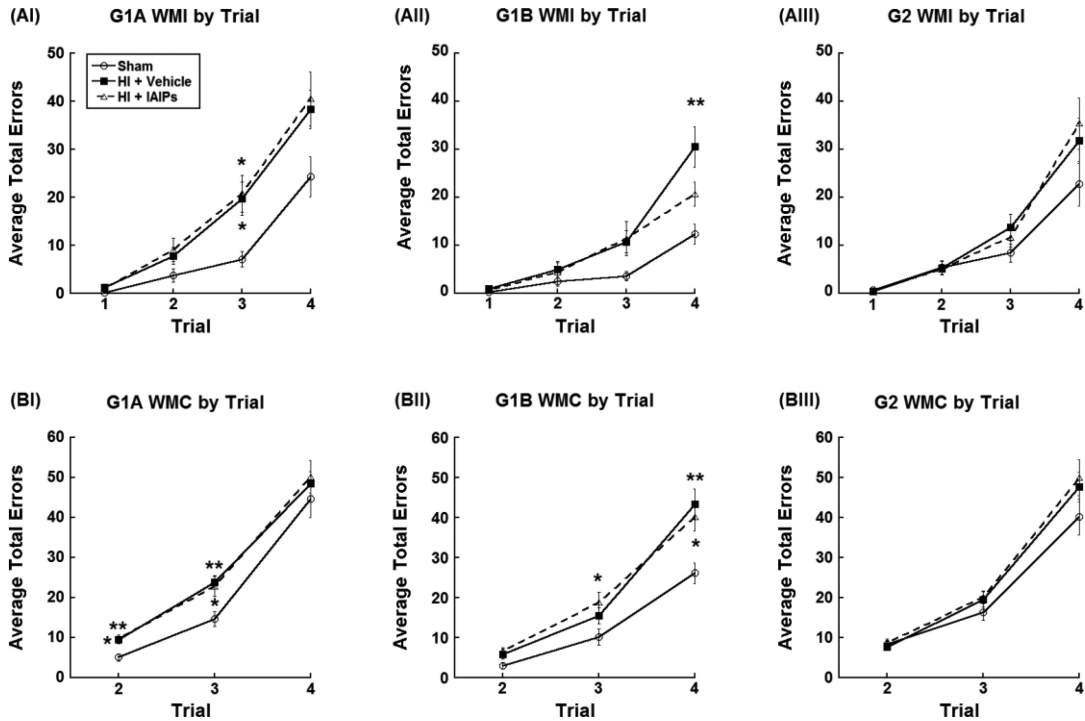 (AI) G1A WMI by Trial
Average Total Errors
50
40
30
20
10
0
Sham
HI + Vehicle
HI + IAIPs
*
*
1 2 3 4
Trial
(AII) G1B WMI by Trial
Average Total Errors
50
40
30
20
10
0
**
1 2 3 4
Trial
(AIII) G2 WMI by Trial
Average Total Errors
50
40
30
20
10
0
1 2 3 4
Trial
(BI) G1A WMC by Trial
Average Total Errors
60
50
40
30
20
10
0
**
*
**
*
2 3 4
Trial
(BII) G1B WMC by Trial
Average Total Errors
60
50
40
30
20
10
0
*
**
*
2 3 4
Trial
(BIII) G2 WMC by Trial
Average Total Errors
60
50
40
30
20
10
0
2 3 4
Trial